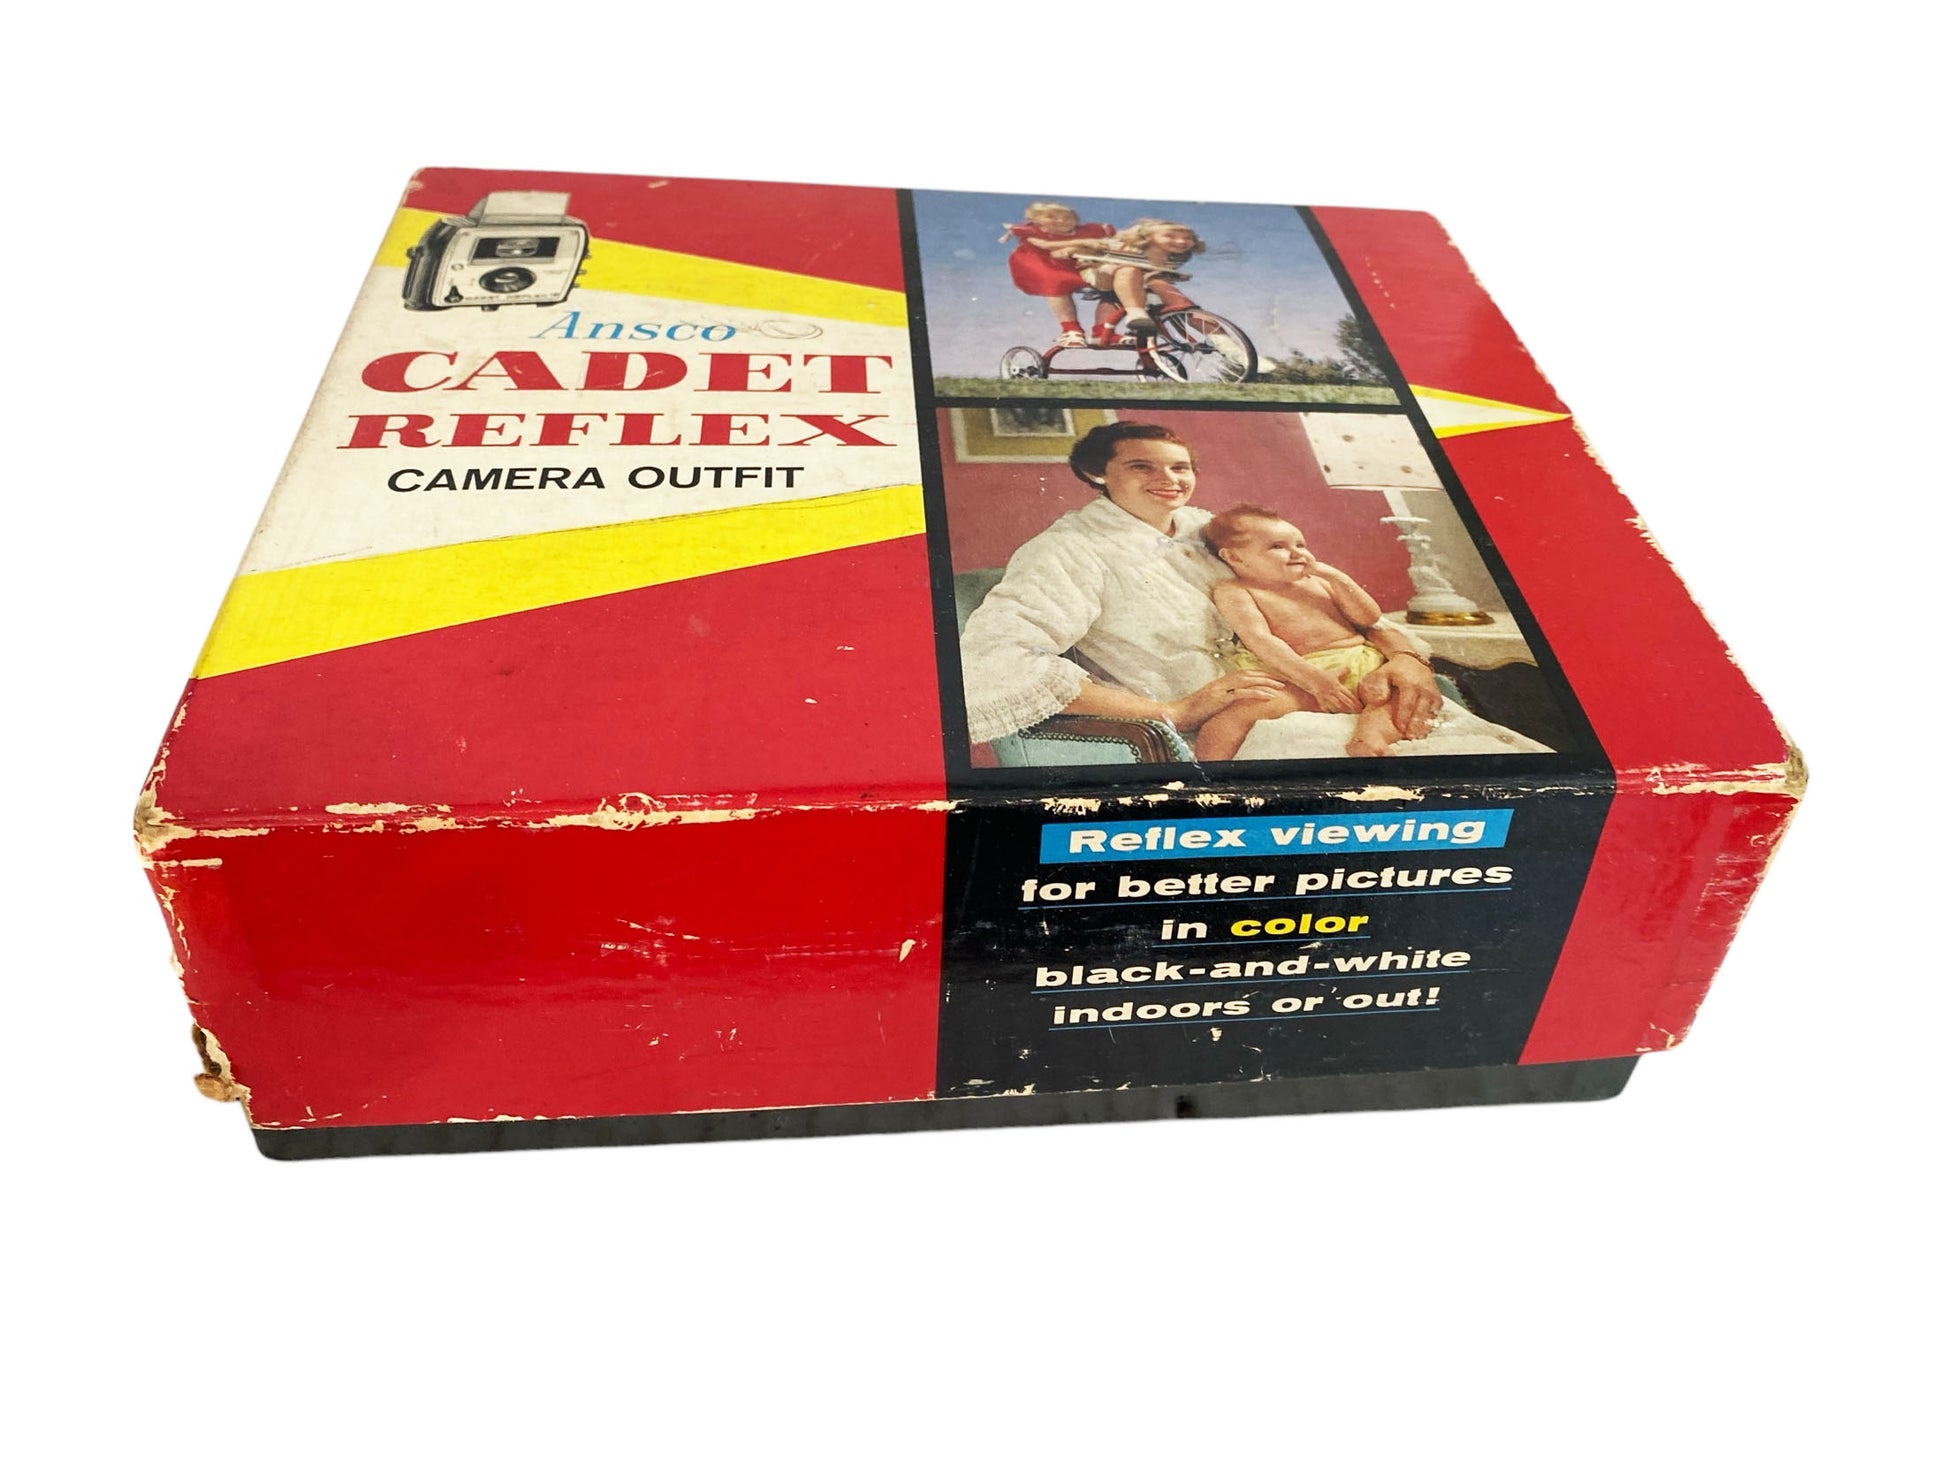 Ansco
CADET
REFLEX
CAMERA OUTFIT
Reflex viewing
for better pictures
in color
black-and-white
indoors or out!